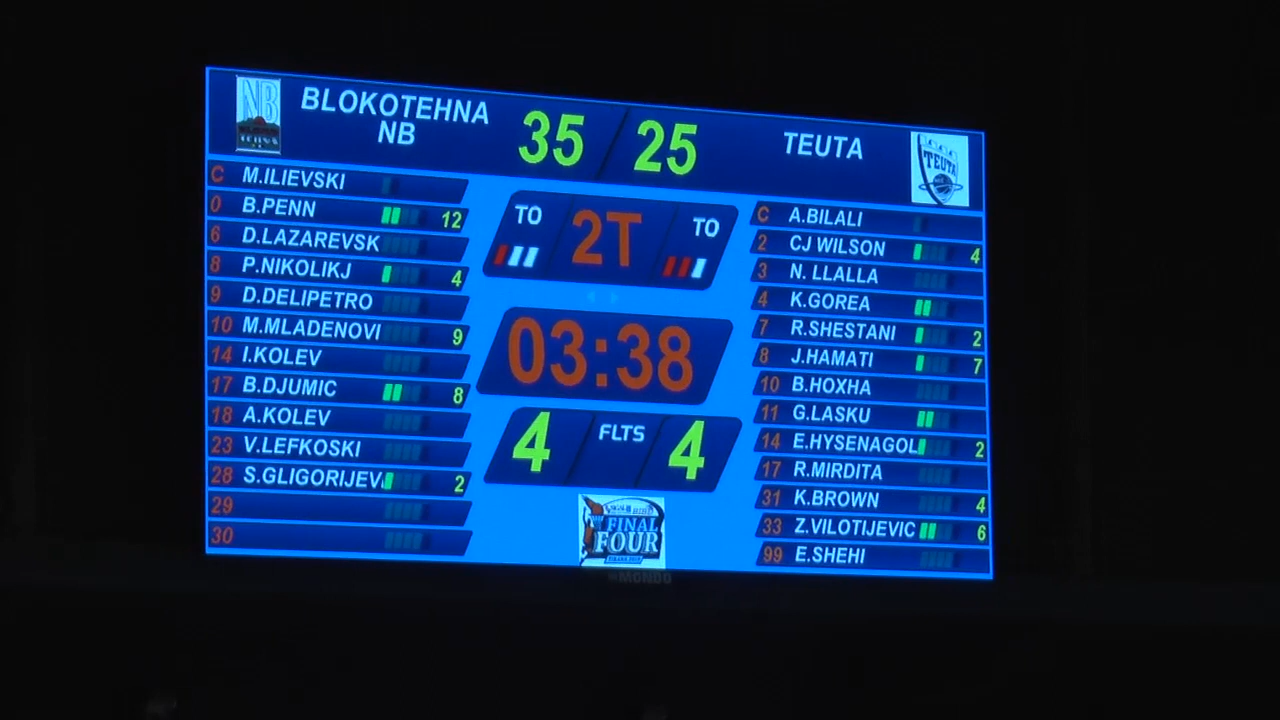 NB
BLOKOTEHNA
NB
35
25
TEUTA
TEUTA
C M.ILIEVSKI
0 B.PENN 12
6 D.LAZAREVSK
8 P.NIKOLIKJ 4
9 D.DELIPETRO
10 M.MLADENOVI 9
14 I.KOLEV
17 B.DJUMIC 8
18 A.KOLEV
23 V.LEFKOSKI
28 S.GLIGORIJEV 2
29
30
TO 2T TO
03:38
4 FLTS 4
FINAL
FOUR
MONDO
C A.BILALI
2 CJ WILSON 4
3 N. LLALLA
4 K.GOREA
7 R.SHESTANI 2
8 J.HAMATI 7
10 B.HOXHA
11 G.LASKU
14 E.HYSENAGOL 2
17 R.MIRDITA
31 K.BROWN 4
33 Z.VILOTIJEVIC 6
99 E.SHEHI